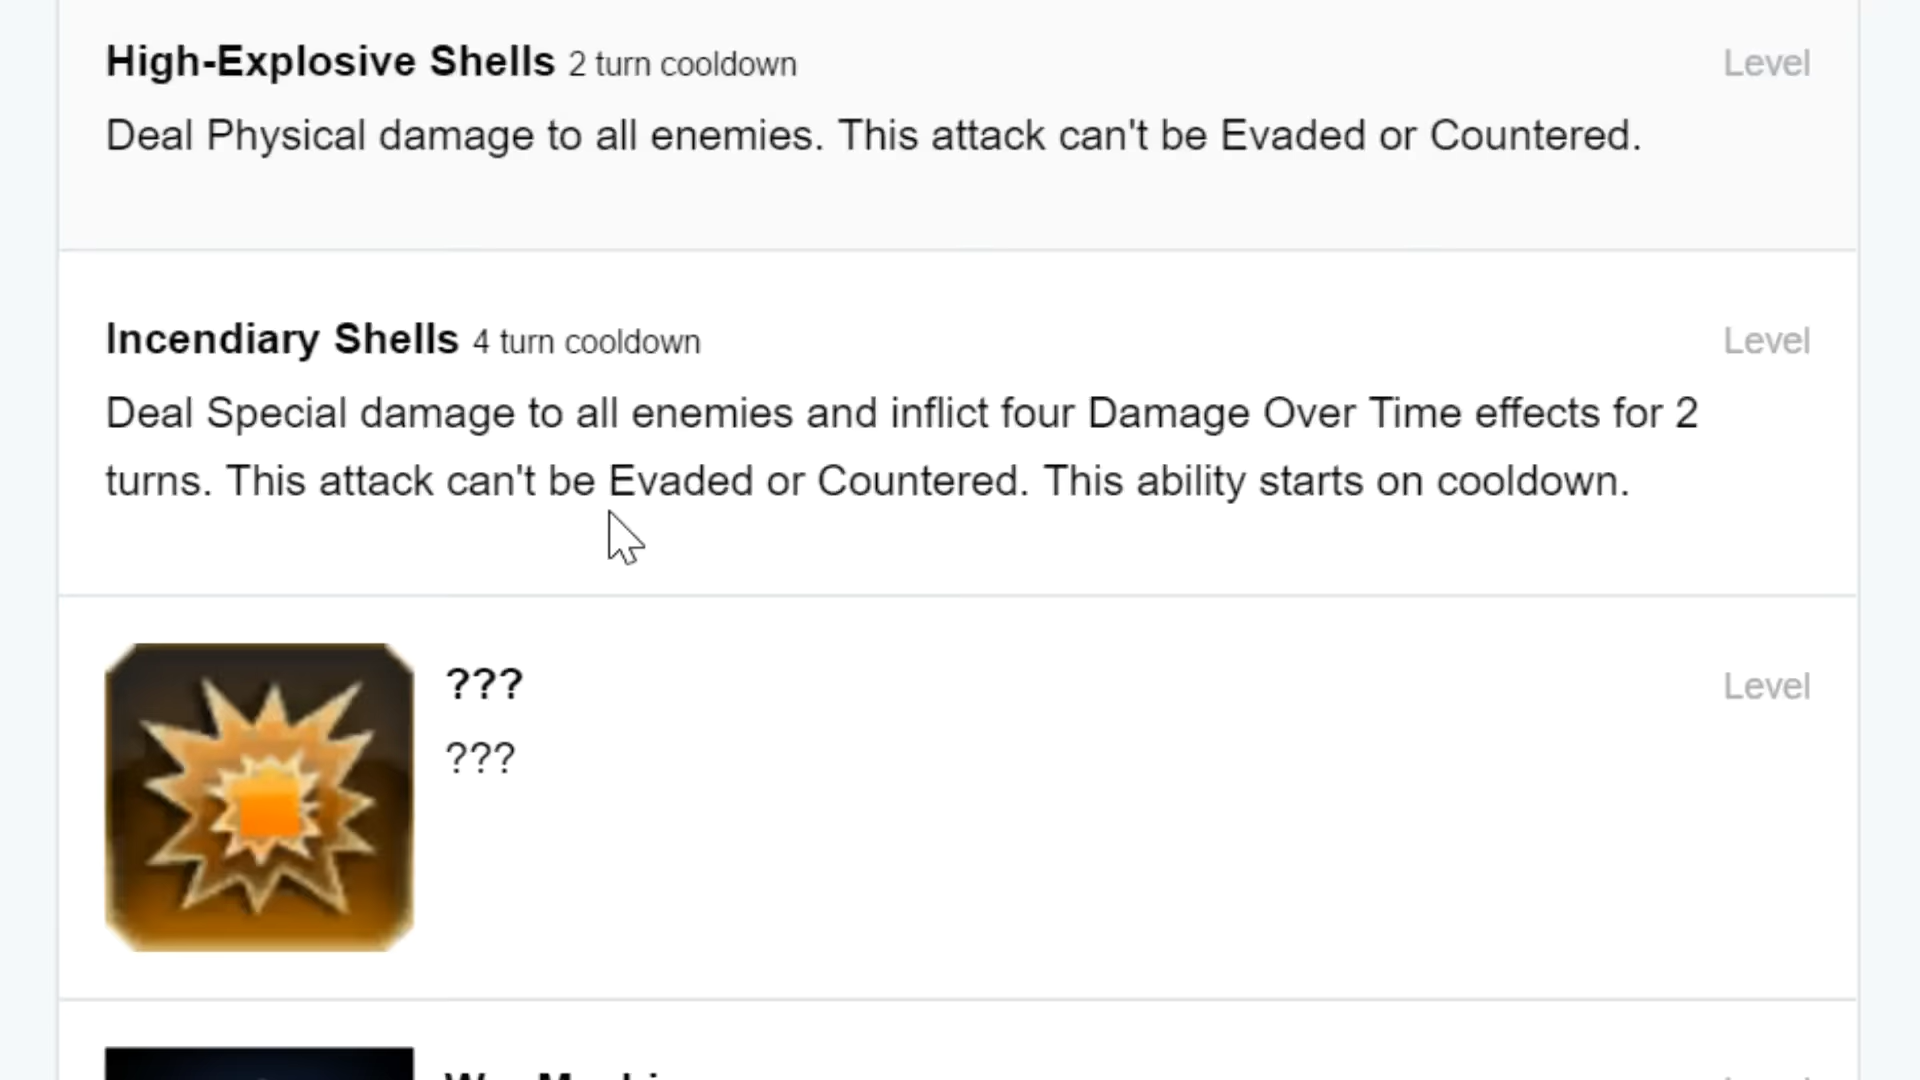 High-Explosive Shells 2 turn cooldown
Level
Deal Physical damage to all enemies. This attack can't be Evaded or Countered.
Incendiary Shells 4 turn cooldown
Level
Deal Special damage to all enemies and inflict four Damage Over Time effects for 2
turns. This attack can't be Evaded or Countered. This ability starts on cooldown.
???
Level
???